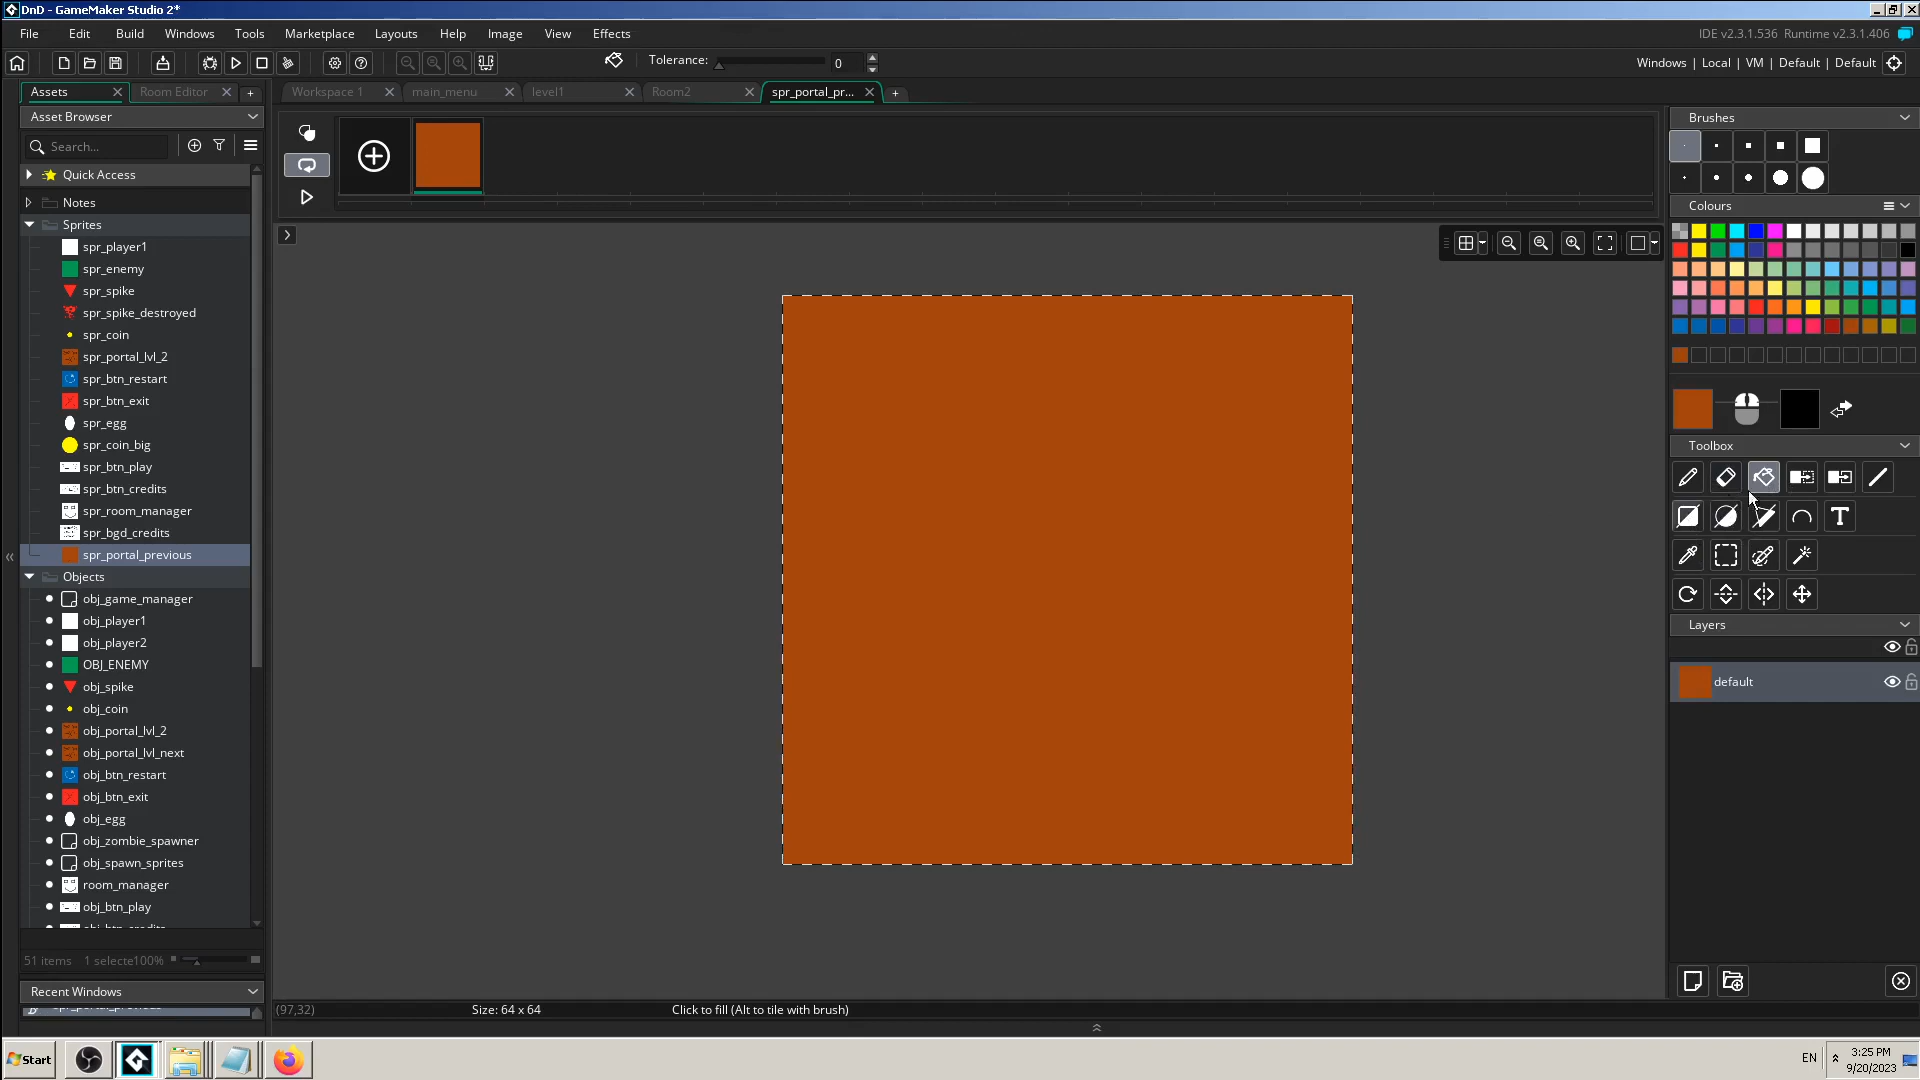 DnD - GameMaker Studio 2*
File Edit Build Windows Tools Marketplace Layouts Help Image View Effects
IDE v2.3.1.536 Runtime v2.3.1.406
Tolerance: 0
Windows | Local | VM | Default | Default
Assets Room Editor
Workspace 1 main_menu level1 Room2 spr_portal_pr...
Asset Browser
Search...
Quick Access
Notes
Sprites
spr_player1
spr_enemy
spr_spike
spr_spike_destroyed
spr_coin
spr_portal_lvl_2
spr_btn_restart
spr_btn_exit
spr_egg
spr_coin_big
spr_btn_play
spr_btn_credits
spr_room_manager
spr_bgd_credits
spr_portal_previous
Objects
obj_game_manager
obj_player1
obj_player2
OBJ_ENEMY
obj_spike
obj_coin
obj_portal_lvl_2
obj_portal_lvl_next
obj_btn_restart
obj_btn_exit
obj_egg
obj_zombie_spawner
obj_spawn_sprites
room_manager
obj_btn_play
51 items 1 selecte100%
Recent Windows
Brushes
Colours
Toolbox
T
Layers
default
(97,32) Size: 64 x 64 Click to fill (Alt to tile with brush)
Start
EN
3:25 PM
9/20/2023